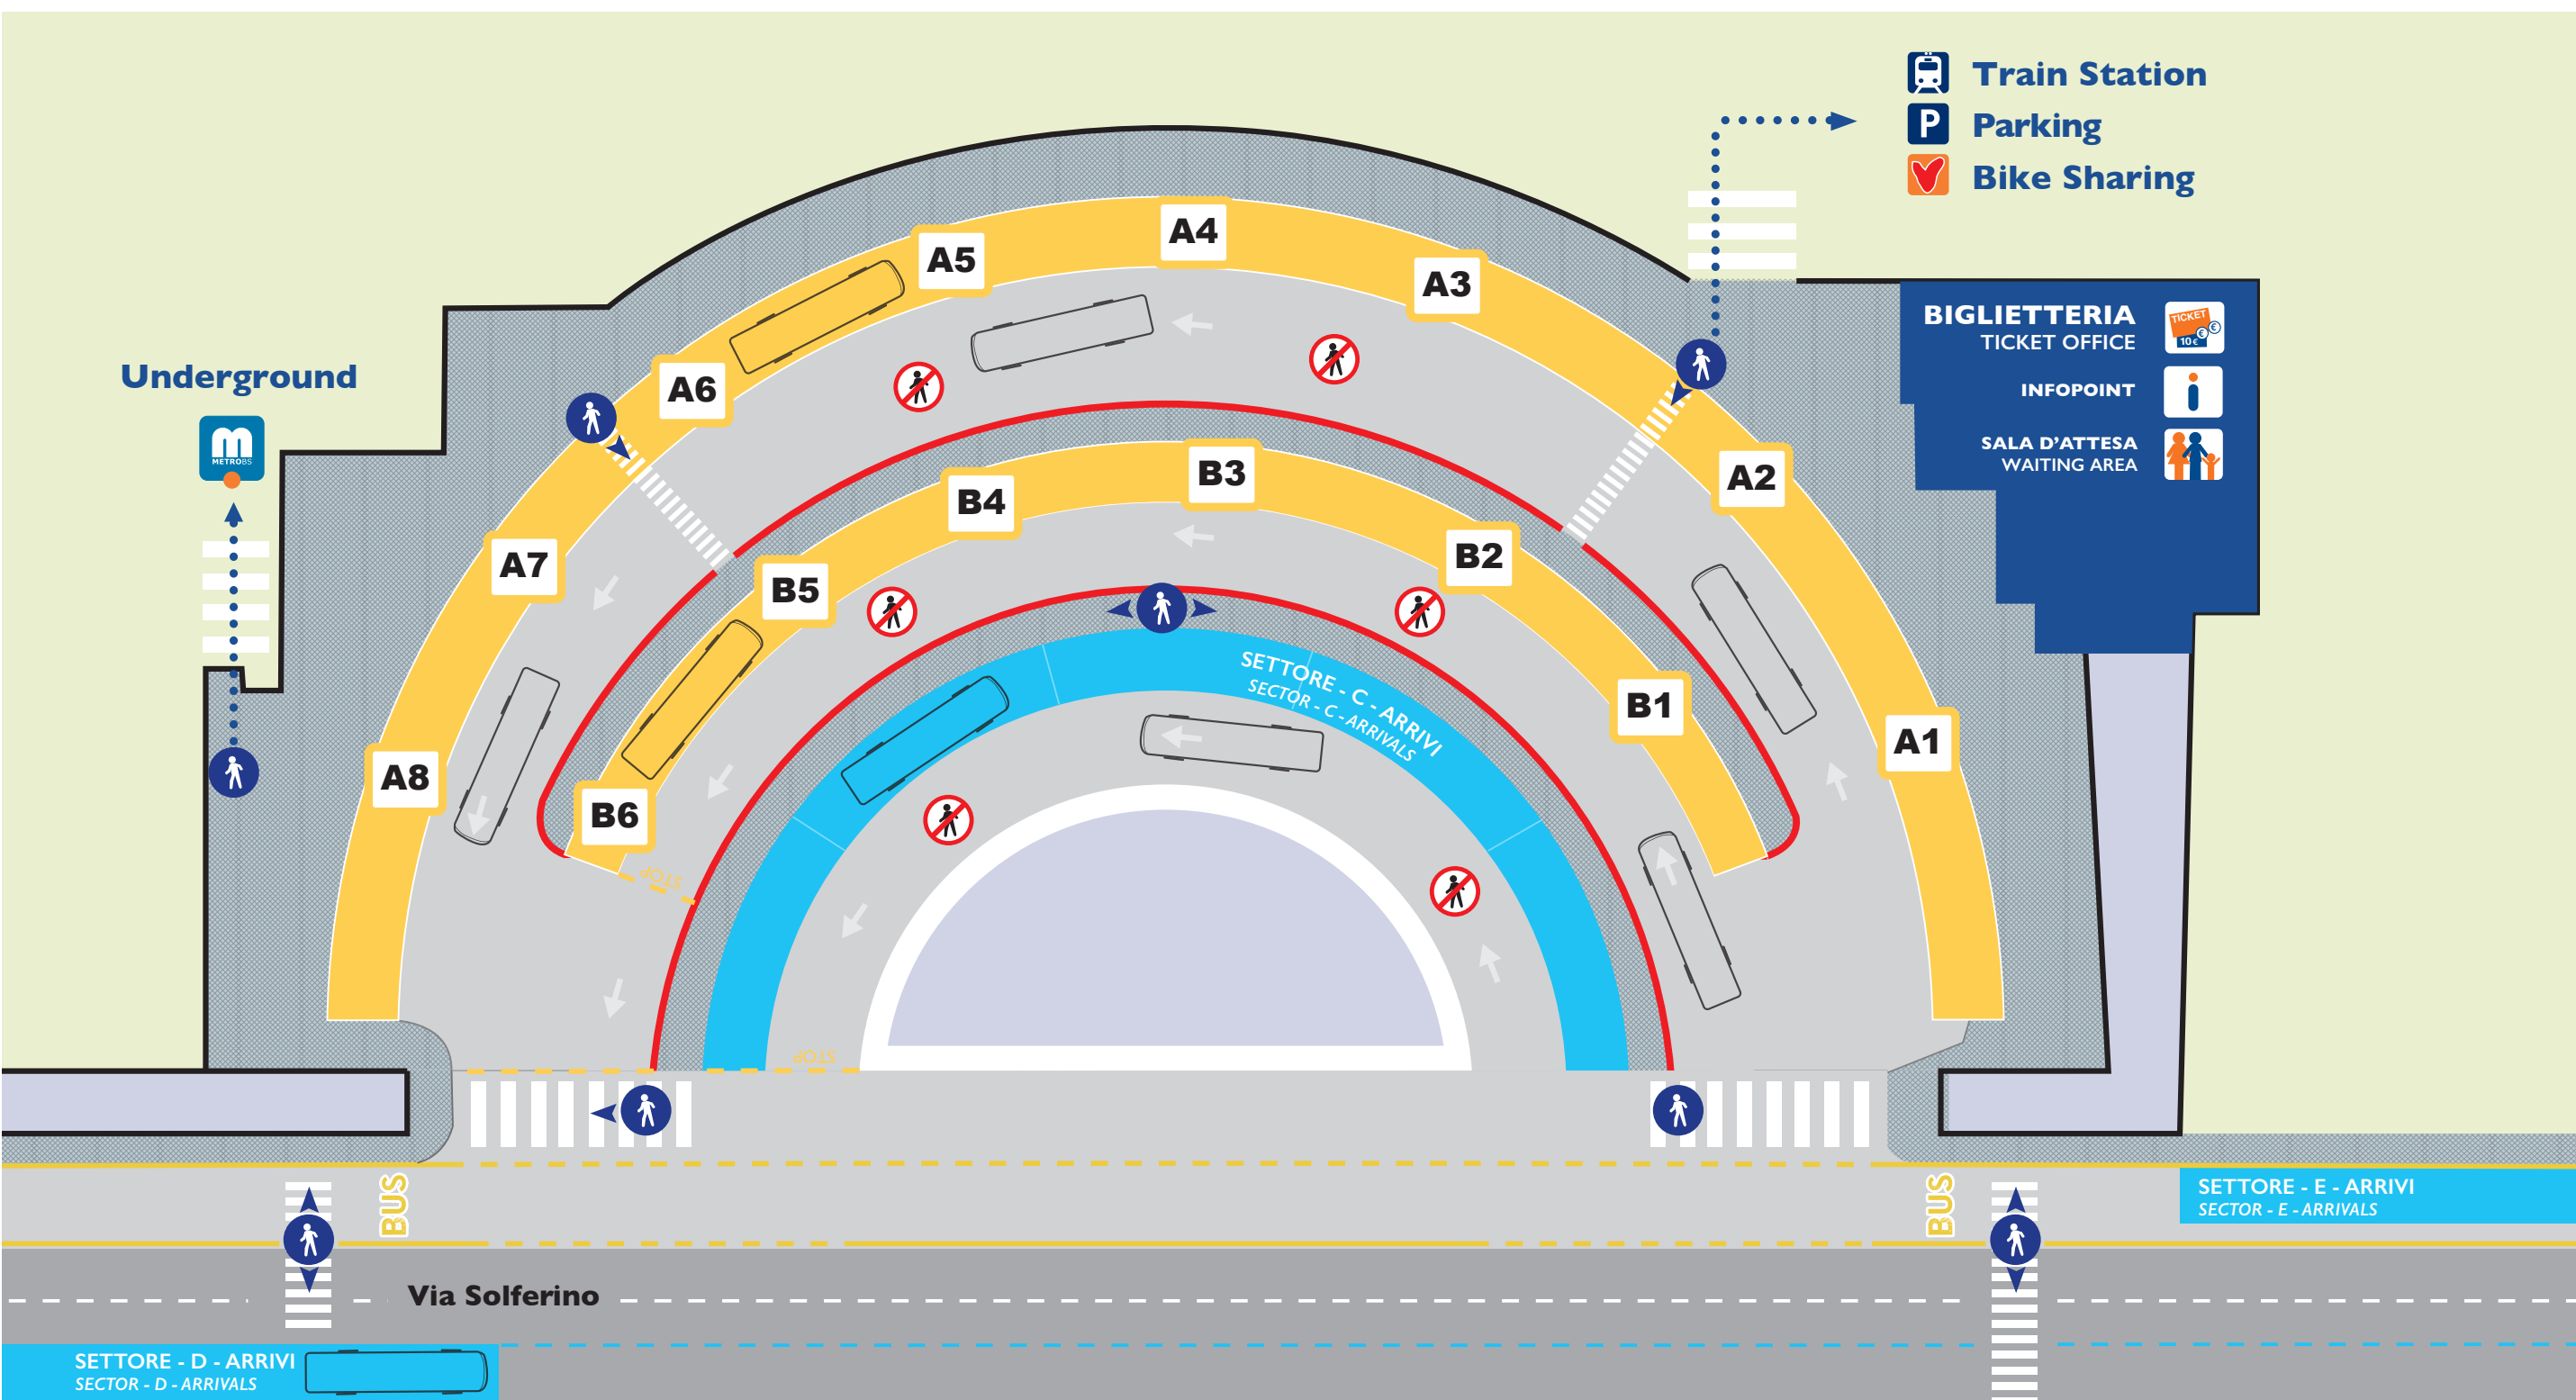 Train Station
P
Parking
Bike Sharing
A4
A5
A3
BIGLIETTERIA
TICKET OFFICE
TICKET
€
€
10 €
INFOPOINT
i
SALA D'ATTESA
WAITING AREA
Underground
m
METROBS
A6
A2
A7
B3
B4
B2
B5
A8
B6
B1
A1
SETTORE - C - ARRIVI
SECTOR - C - ARRIVALS
STOP
STOP
BUS
BUS
SETTORE - E - ARRIVI
SECTOR - E - ARRIVALS
Via Solferino
SETTORE - D - ARRIVI
SECTOR - D - ARRIVALS